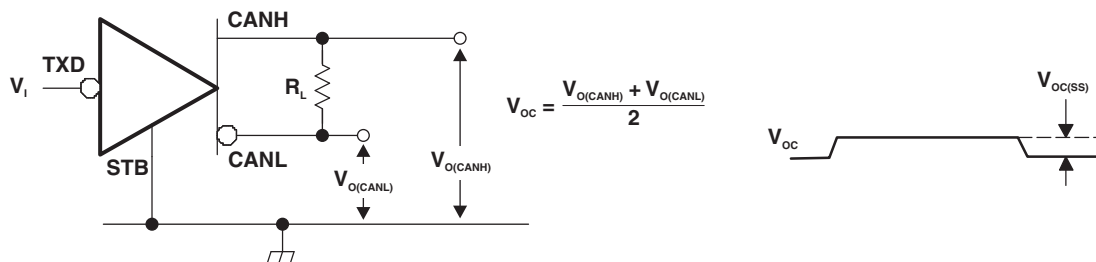 CANH
TXD
V_I
R_L
CANL
STB
V_O(CANL)
V_O(CANH)
V_OC = V_O(CANH) + V_O(CANL)
2
V_OC(SS)
V_OC